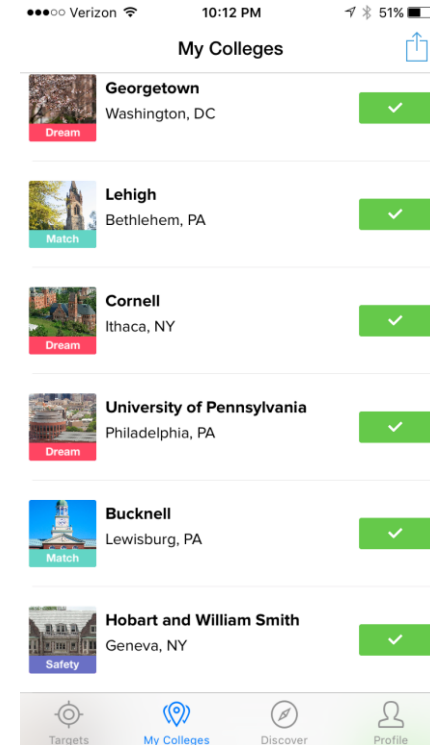 Verizon 10:12 PM 51%
My Colleges
Georgetown
Washington, DC
Dream
Lehigh
Bethlehem, PA
Match
Cornell
Ithaca, NY
Dream
University of Pennsylvania
Philadelphia, PA
Dream
Bucknell
Lewisburg, PA
Match
Hobart and William Smith
Geneva, NY
Safety
Targets My Colleges Discover Profile